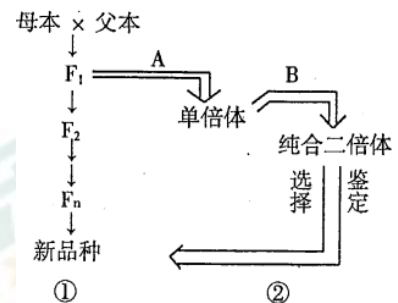 母本 × 父本
F₁ A
单倍体 B
F₂
纯合二倍体
选择 鉴定
Fn
新品种
① ②